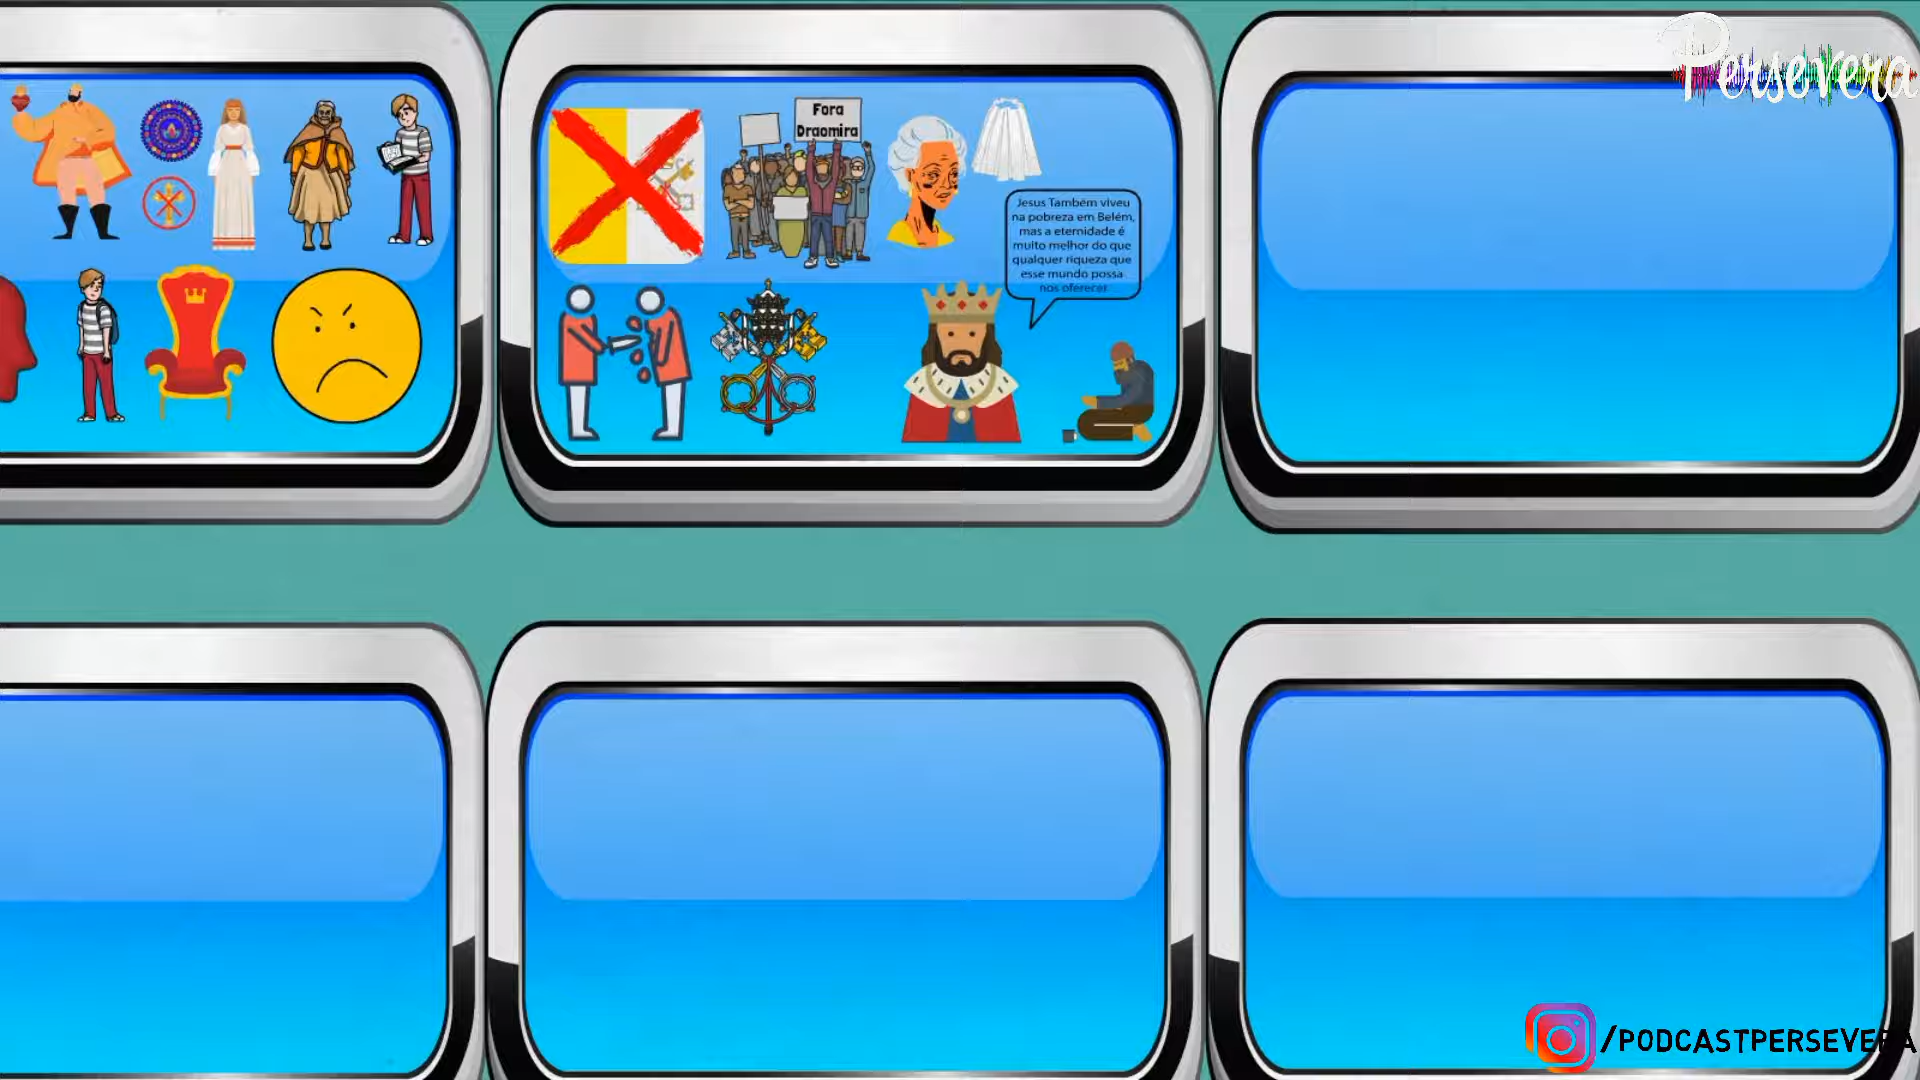 Persevera
Fora
Draomira
Jesus Também viveu
na pobreza em Belém,
mas a eternidade é
muito melhor do que
qualquer riqueza que
esse mundo possa
nos oferecer
/PODCASTPERSEVERA